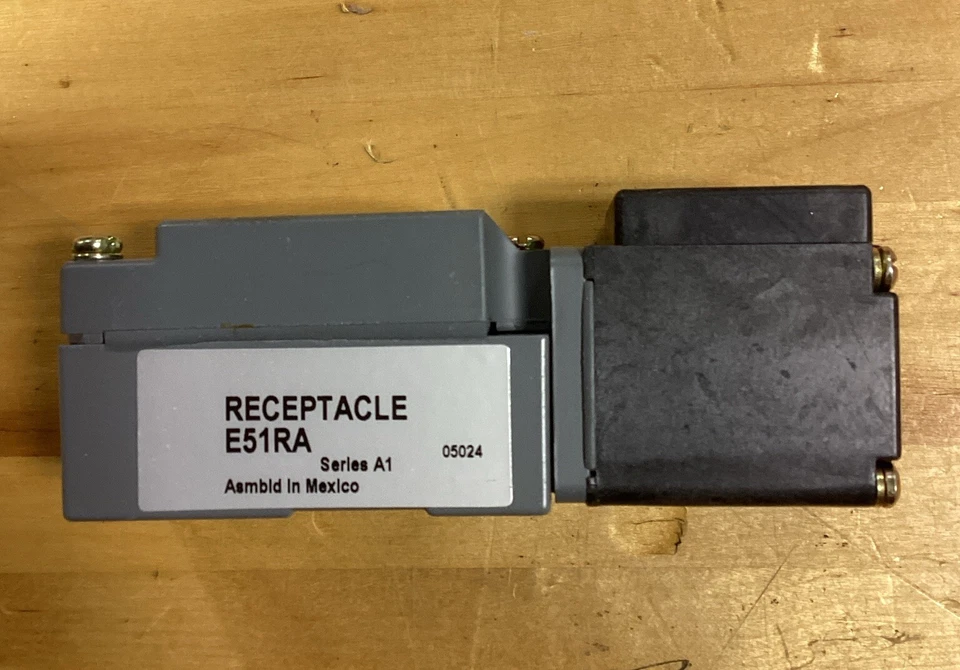 RECEPTACLE
E51RA
Series A1 05024
Asmbld in Mexico